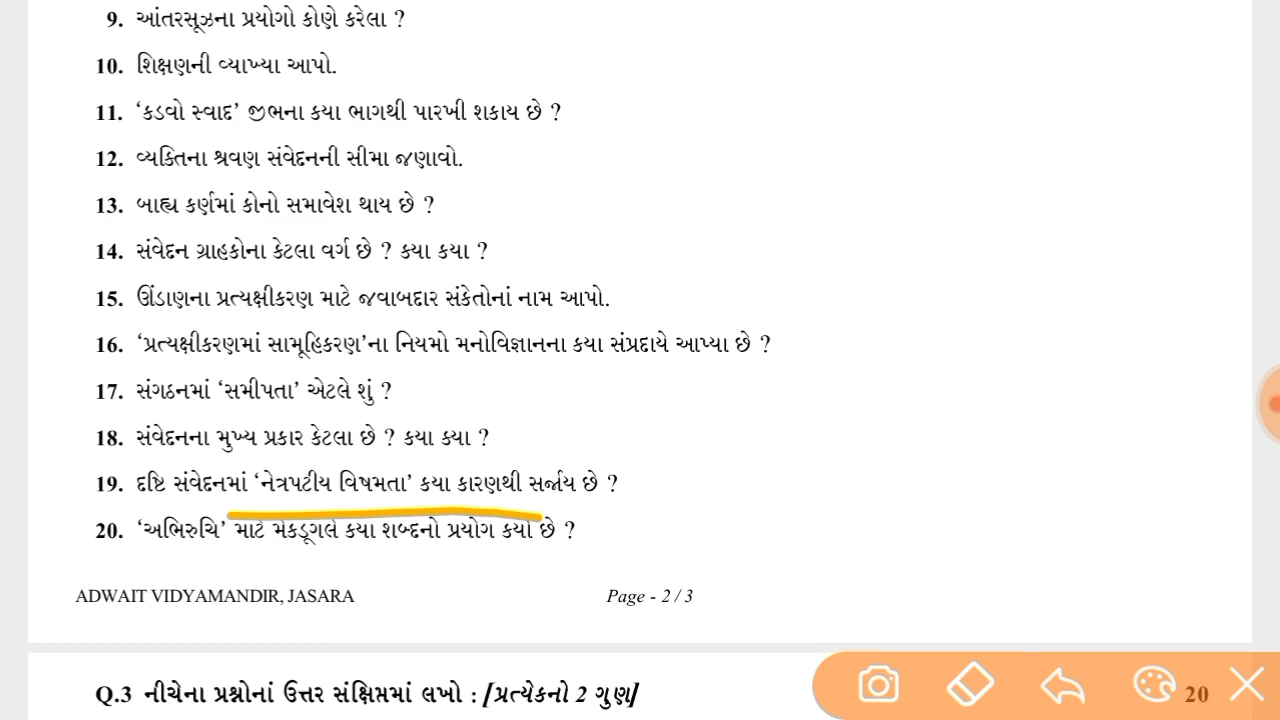 9. આંતરસૂઝના પ્રયોગો કોણે કરેલા ?
10. શિક્ષણની વ્યાખ્યા આપો.
11. ‘કડવો સ્વાદ’ જીભના કયા ભાગથી પારખી શકાય છે ?
12. વ્યક્તિના શ્રવણ સંવેદનની સીમા જણાવો.
13. બાહ્ય કર્ણમાં કોનો સમાવેશ થાય છે ?
14. સંવેદન ગ્રાહકોના કેટલા વર્ગ છે ? કયા કયા ?
15. ઊંડાણના પ્રત્યક્ષીકરણ માટે જવાબદાર સંકેતોનાં નામ આપો.
16. ‘પ્રત્યક્ષીકરણમાં સામૂહિકરણ’ના નિયમો મનોવિજ્ઞાનના કયા સંપ્રદાયે આપ્યા છે ?
17. સંગઠનમાં ‘સમીપતા’ એટલે શું ?
18. સંવેદનના મુખ્ય પ્રકાર કેટલા છે ? કયા ક્યા ?
19. દષ્ટિ સંવેદનમાં ‘નેત્રપટીય વિષમતા’ કયા કારણથી સર્જાય છે ?
20. ‘અભિરુચિ’ માટે મેકડૂગલે કયા શબ્દનો પ્રયોગ કર્યો છે ?
ADWAIT VIDYAMANDIR, JASARA Page - 2 / 3
Q.3 નીચેના પ્રશ્નોનાં ઉત્તર સંક્ષિપ્તમાં લખો : [પ્રત્યેકનો 2 ગુણ] 20